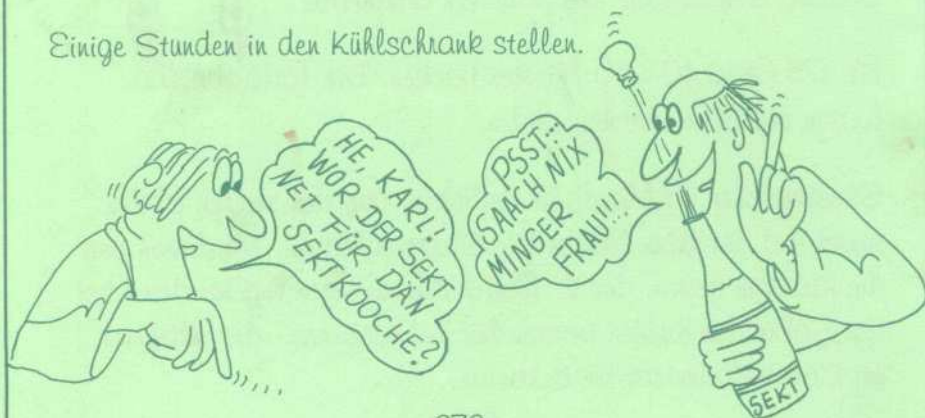 Einige Stunden in den Kühlschrank stellen.
HE, KARL!
WOR DER SEKT
NET FÜR DÄN
SEKTKOOCHE?
PSST...
SAACH NIX
MINGER
FRAU!!!
SEKT